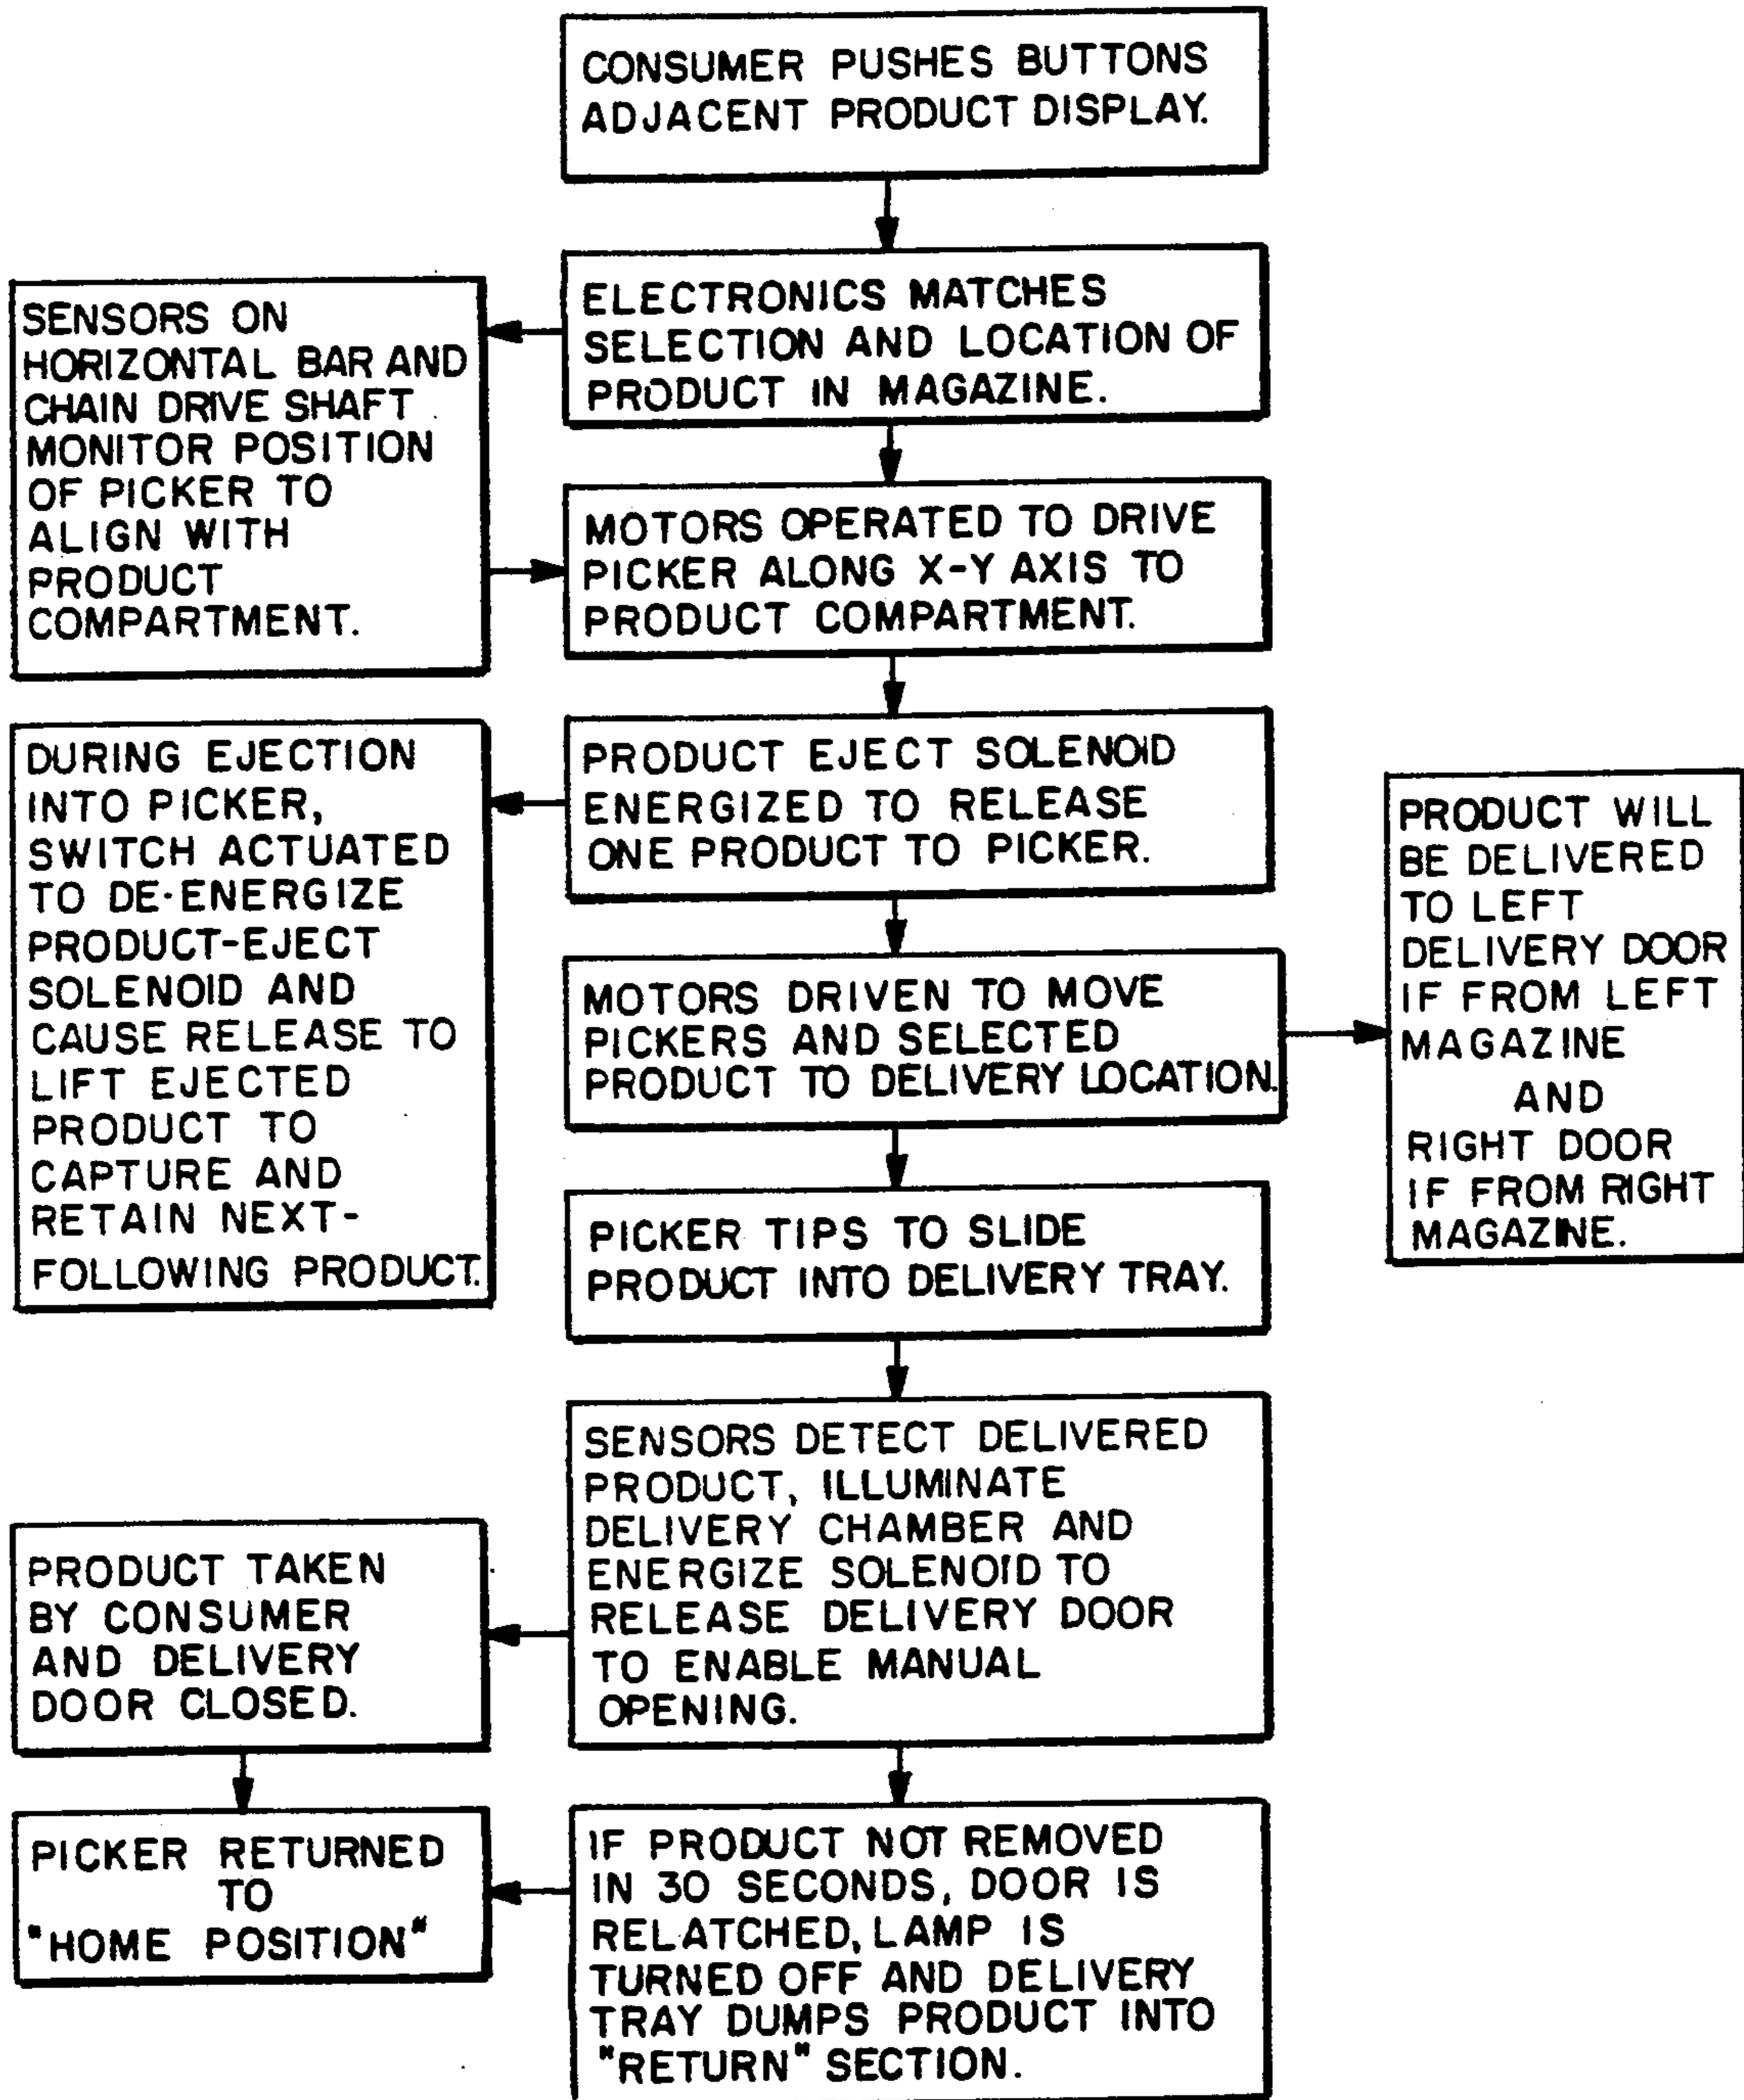 CONSUMER PUSHES BUTTONS
ADJACENT PRODUCT DISPLAY.
ELECTRONICS MATCHES
SELECTION AND LOCATION OF
PRODUCT IN MAGAZINE.
SENSORS ON
HORIZONTAL BAR AND
CHAIN DRIVE SHAFT
MONITOR POSITION
OF PICKER TO
ALIGN WITH
PRODUCT
COMPARTMENT.
MOTORS OPERATED TO DRIVE
PICKER ALONG X-Y AXIS TO
PRODUCT COMPARTMENT.
PRODUCT EJECT SOLENOID
ENERGIZED TO RELEASE
ONE PRODUCT TO PICKER.
DURING EJECTION
INTO PICKER,
SWITCH ACTUATED
TO DE-ENERGIZE
PRODUCT-EJECT
SOLENOID AND
CAUSE RELEASE TO
LIFT EJECTED
PRODUCT TO
CAPTURE AND
RETAIN NEXT-
FOLLOWING PRODUCT.
MOTORS DRIVEN TO MOVE
PICKERS AND SELECTED
PRODUCT TO DELIVERY LOCATION.
PRODUCT WILL
BE DELIVERED
TO LEFT
DELIVERY DOOR
IF FROM LEFT
MAGAZINE
AND
RIGHT DOOR
IF FROM RIGHT
MAGAZINE.
PICKER TIPS TO SLIDE
PRODUCT INTO DELIVERY TRAY.
SENSORS DETECT DELIVERED
PRODUCT, ILLUMINATE
DELIVERY CHAMBER AND
ENERGIZE SOLENOID TO
RELEASE DELIVERY DOOR
TO ENABLE MANUAL
OPENING.
PRODUCT TAKEN
BY CONSUMER
AND DELIVERY
DOOR CLOSED.
IF PRODUCT NOT REMOVED
IN 30 SECONDS, DOOR IS
RELATCHED, LAMP IS
TURNED OFF AND DELIVERY
TRAY DUMPS PRODUCT INTO
"RETURN" SECTION.
PICKER RETURNED
TO
"HOME POSITION"